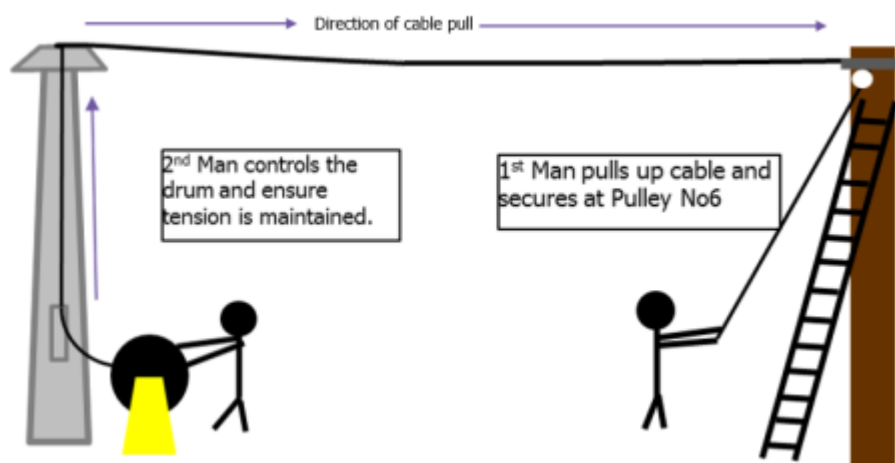 Direction of cable pull
2nd Man controls the
drum and ensure
tension is maintained.
1st Man pulls up cable and
secures at Pulley No6